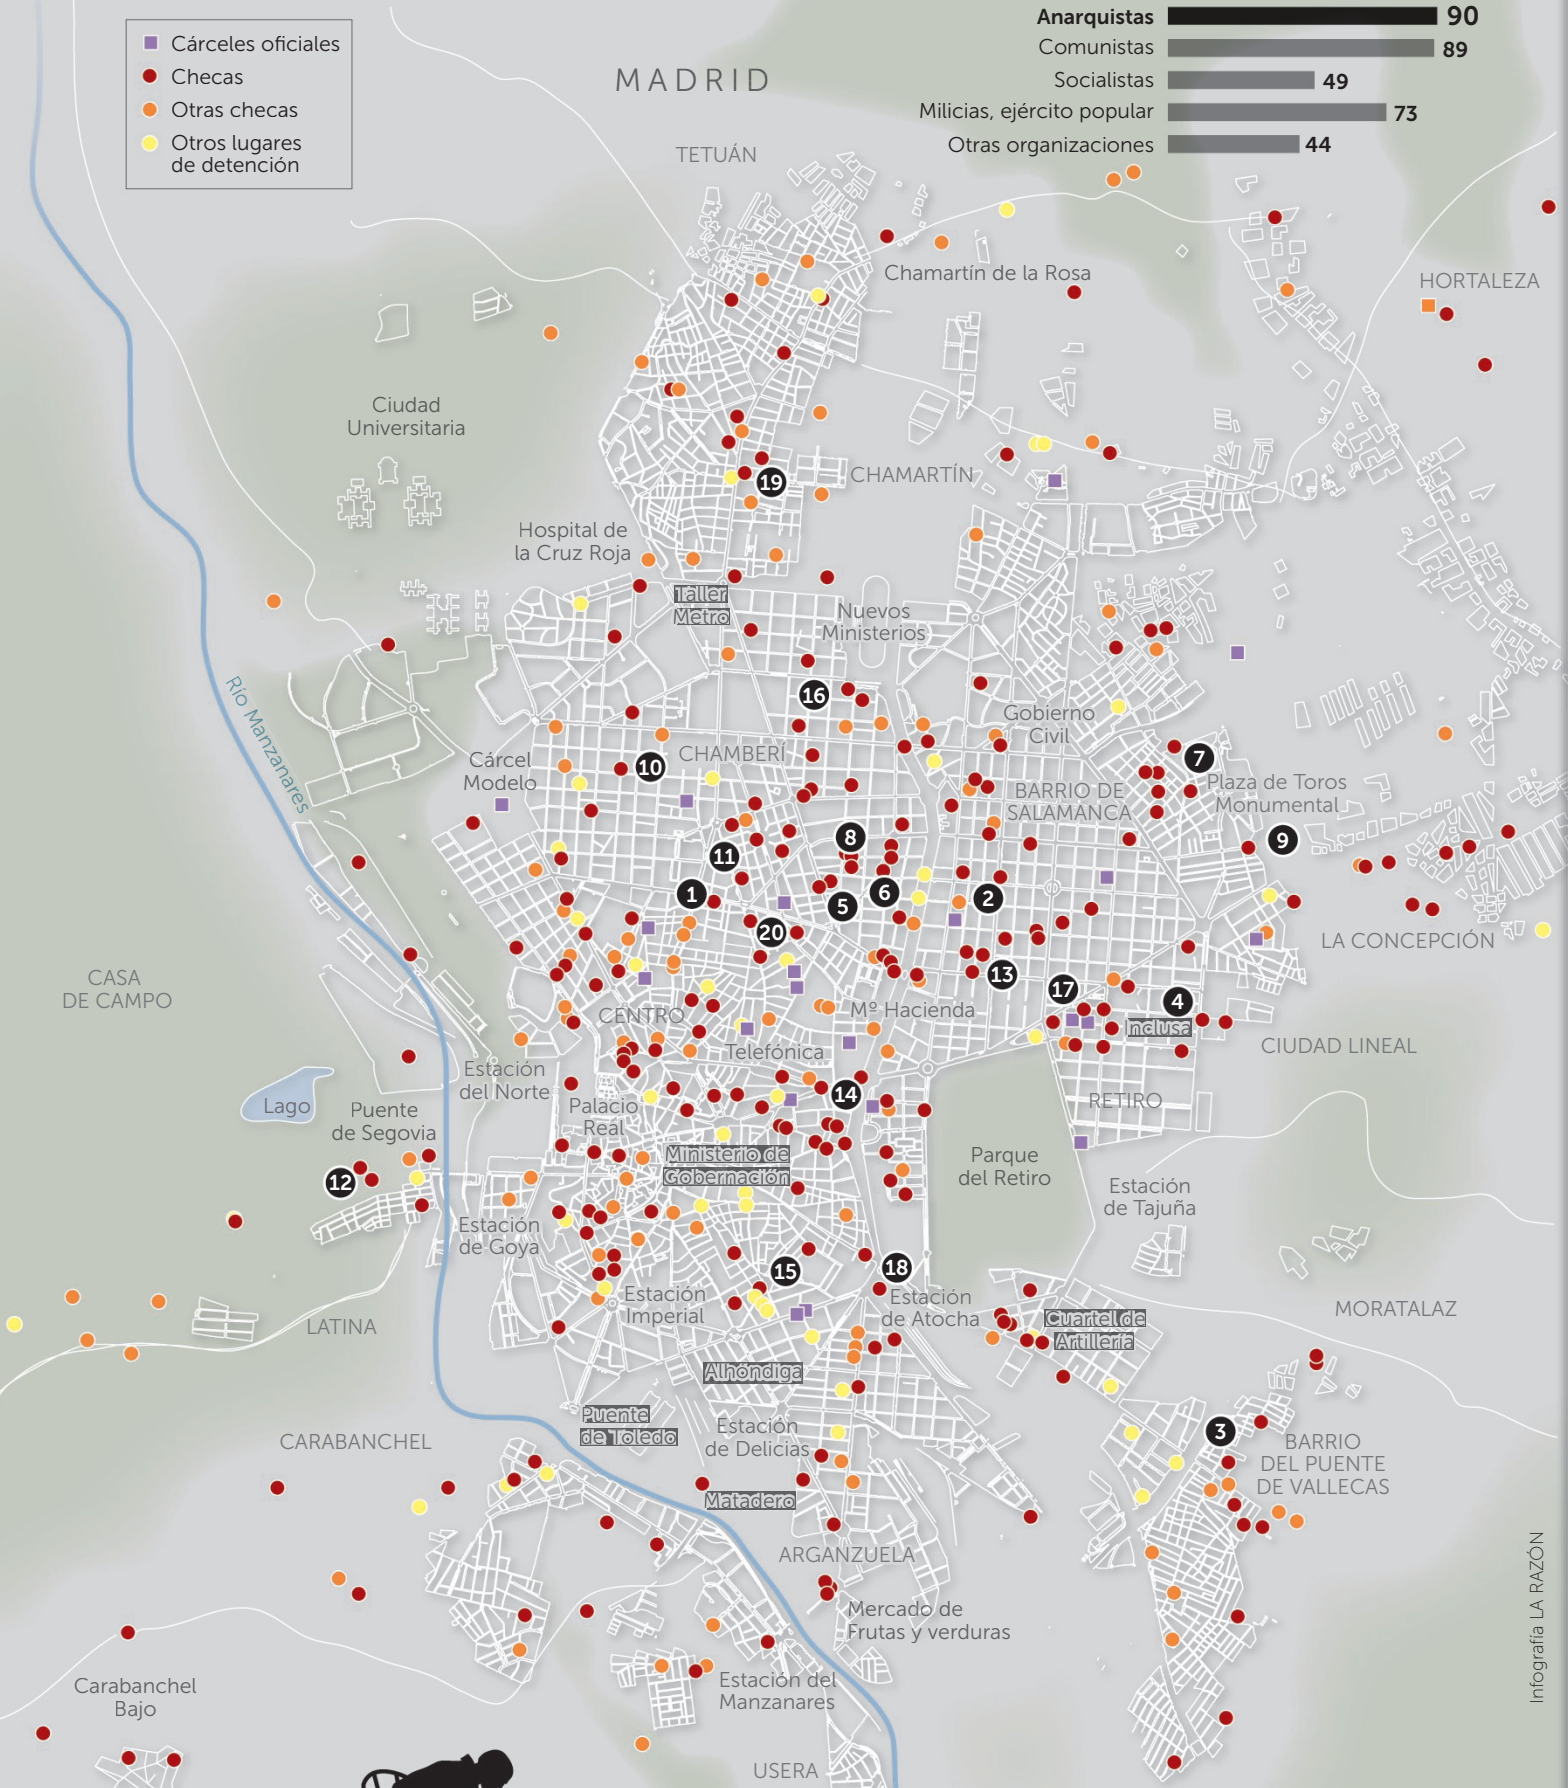 Cárceles oficiales
Checas
Otras checas
Otros lugares
de detención
Anarquistas 90
Comunistas 89
Socialistas 49
Milicias, ejército popular 73
Otras organizaciones 44
MADRID
TETUÁN
Chamartín de la Rosa
HORTALEZA
Ciudad
Universitaria
CHAMARTÍN
19
Hospital de
la Cruz Roja
Taller
Metro
Nuevos
Ministerios
Río Manzanares
16
Gobierno
Civil
Cárcel
Modelo
10
CHAMBERÍ
7
Plaza de Toros
Monumental
BARRIO DE
SALAMANCA
8
9
11
1
5
6
2
20
LA CONCEPCIÓN
CASA
DE CAMPO
13
17
4
CENTRO
Mº Hacienda
Inclusa
CIUDAD LINEAL
Telefónica
Estación
del Norte
Lago
Puente
de Segovia
Palacio
Real
14
RETIRO
12
Ministerio de
Gobernación
Parque
del Retiro
Estación
de Tajuña
Estación
de Goya
15
18
Estación
Imperial
Estación
de Atocha
Cuartel de
Artillería
MORATALAZ
LATINA
Alhóndiga
Puente
de Toledo
Estación
de Delicias
3
BARRIO
DEL PUENTE
DE VALLECAS
CARABANCHEL
Matadero
ARGANZUELA
Mercado de
Frutas y verduras
Carabanchel
Bajo
Estación del
Manzanares
USERA
Infografía LA RAZÓN